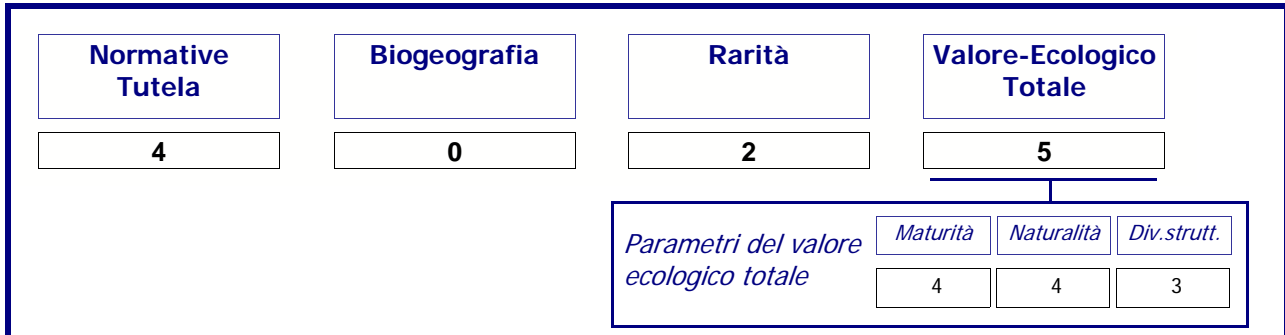 Normative
Tutela
Biogeografia
Rarità
Valore-Ecologico
Totale
4
0
2
5
Parametri del valore
ecologico totale
Maturità
Naturalità
Div.strutt.
4
4
3